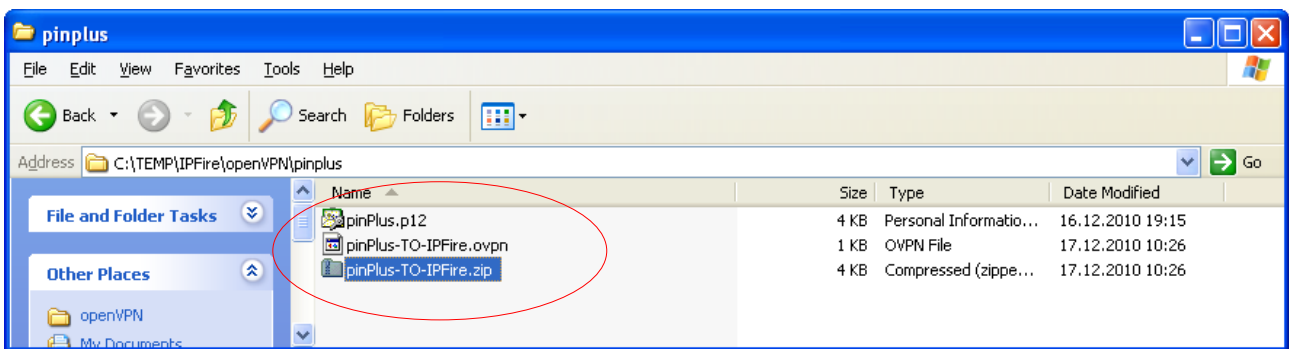 pinplus
File Edit View Favorites Tools Help
Back Search Folders
Address C:\TEMP\IPFire\openVPN\pinplus Go
Name Size Type Date Modified
File and Folder Tasks
pinPlus.p12 4 KB Personal Informatio... 16.12.2010 19:15
pinPlus-TO-IPFire.ovpn 1 KB OVPN File 17.12.2010 10:26
pinPlus-TO-IPFire.zip 4 KB Compressed (zippe... 17.12.2010 10:26
Other Places
openVPN
My Documents